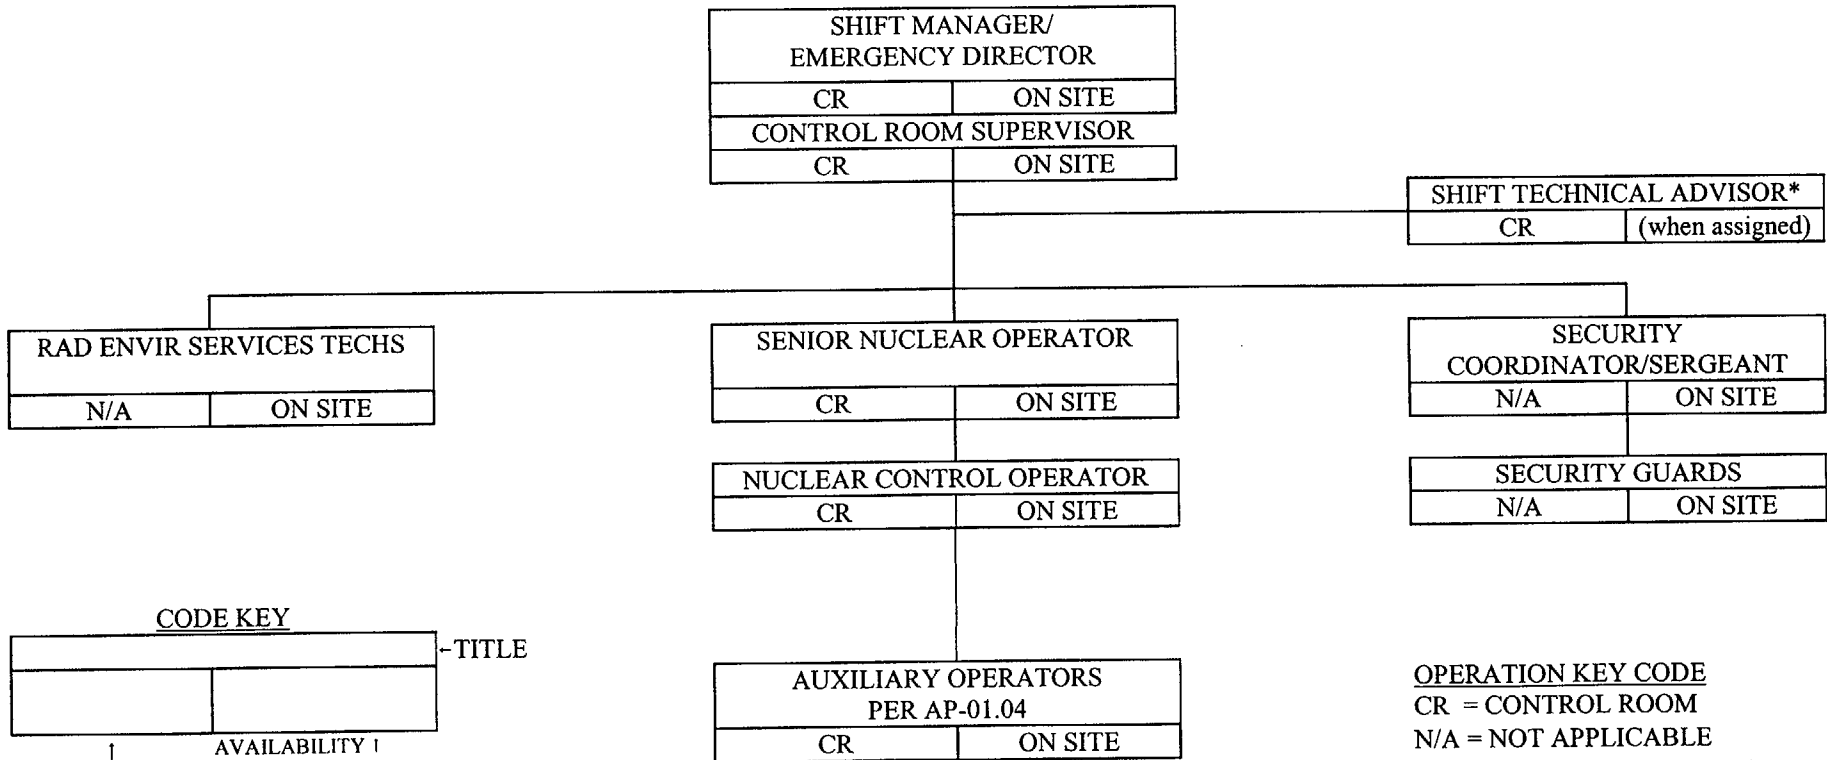 SHIFT MANAGER/
EMERGENCY DIRECTOR
CR ON SITE
CONTROL ROOM SUPERVISOR
CR ON SITE
SHIFT TECHNICAL ADVISOR*
CR (when assigned)
RAD ENVIR SERVICES TECHS
N/A ON SITE
SENIOR NUCLEAR OPERATOR
CR ON SITE
SECURITY
COORDINATOR/SERGEANT
N/A ON SITE
NUCLEAR CONTROL OPERATOR
CR ON SITE
SECURITY GUARDS
N/A ON SITE
CODE KEY
←TITLE
↑ AVAILABILITY ↑
AUXILIARY OPERATORS
PER AP-01.04
CR ON SITE
OPERATION KEY CODE
CR = CONTROL ROOM
N/A = NOT APPLICABLE